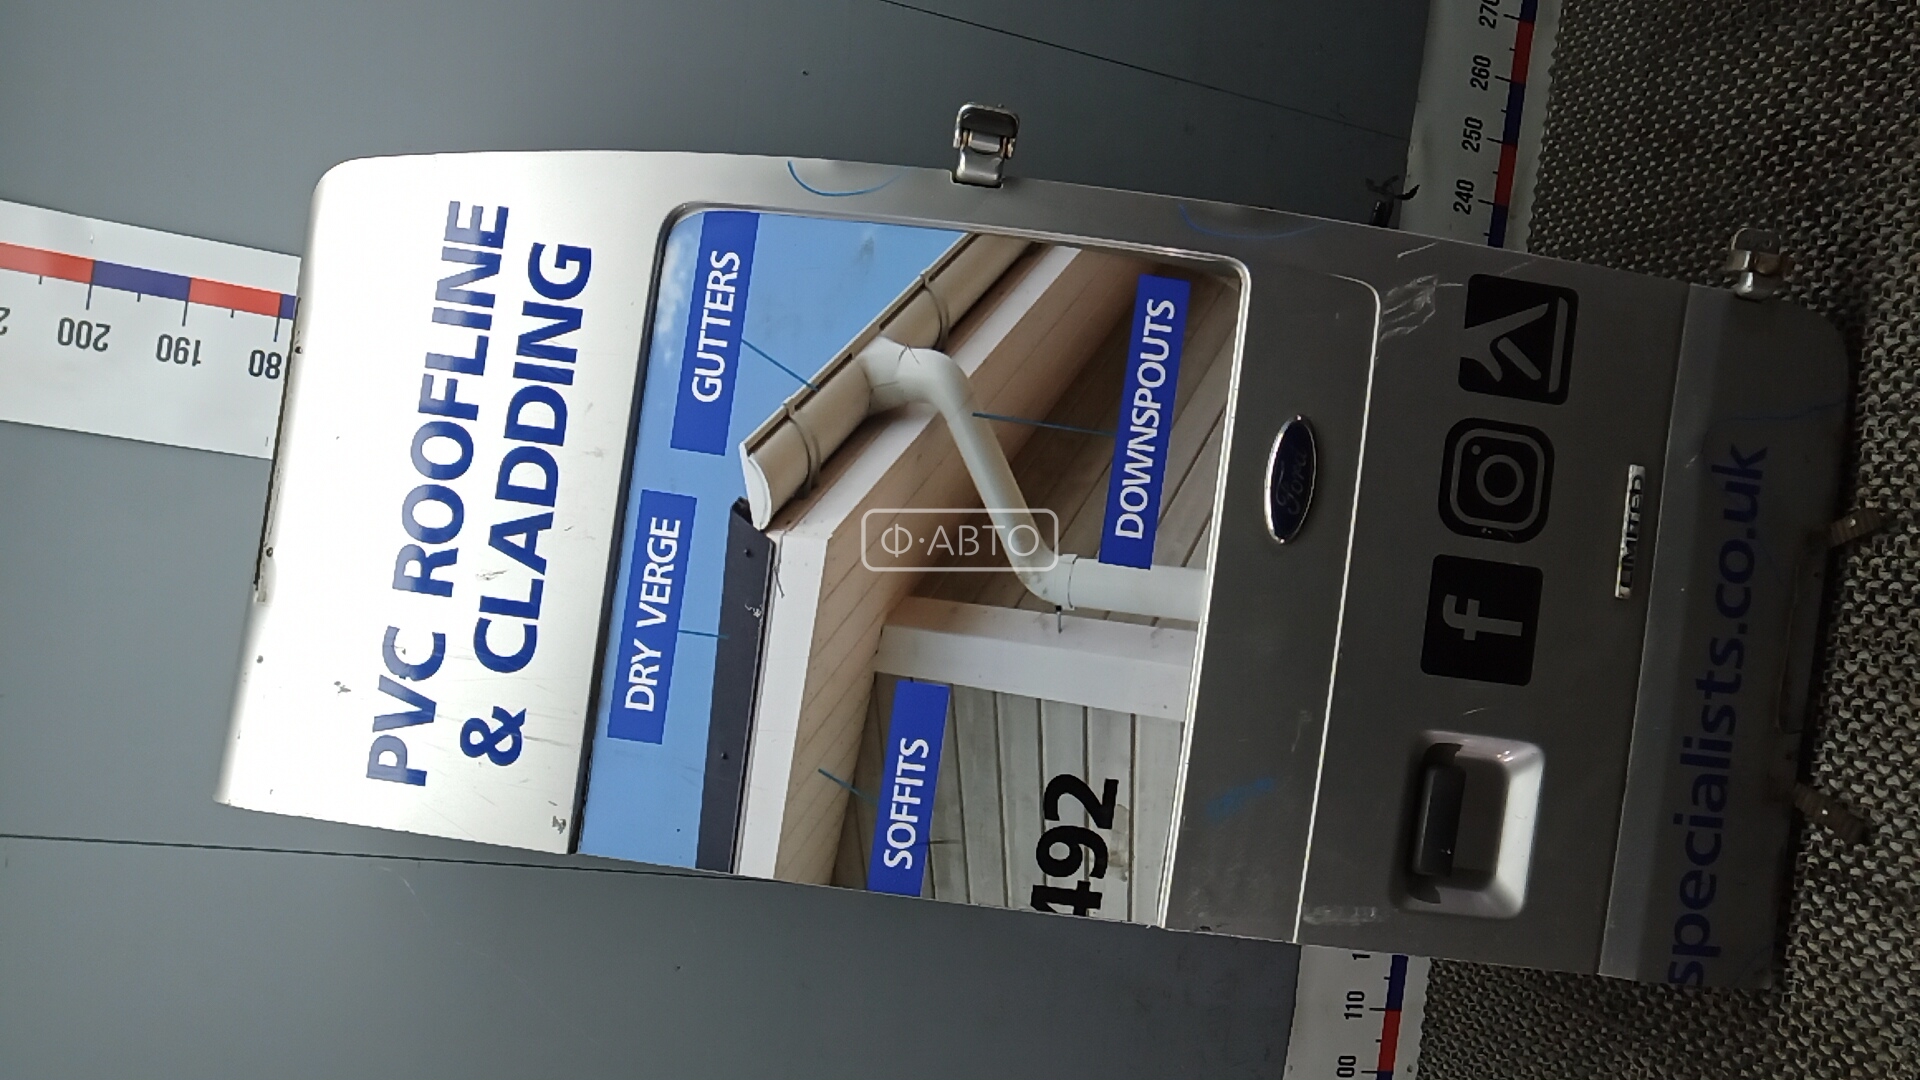 PVC ROOFLINE
& CLADDING
GUTTERS
DRY VERGE
DOWNSPOUTS
SOFFITS
492
Ford
LIMITED
specialists.co.uk
Ф·АВТО
200
190
180
270
260
250
240
110